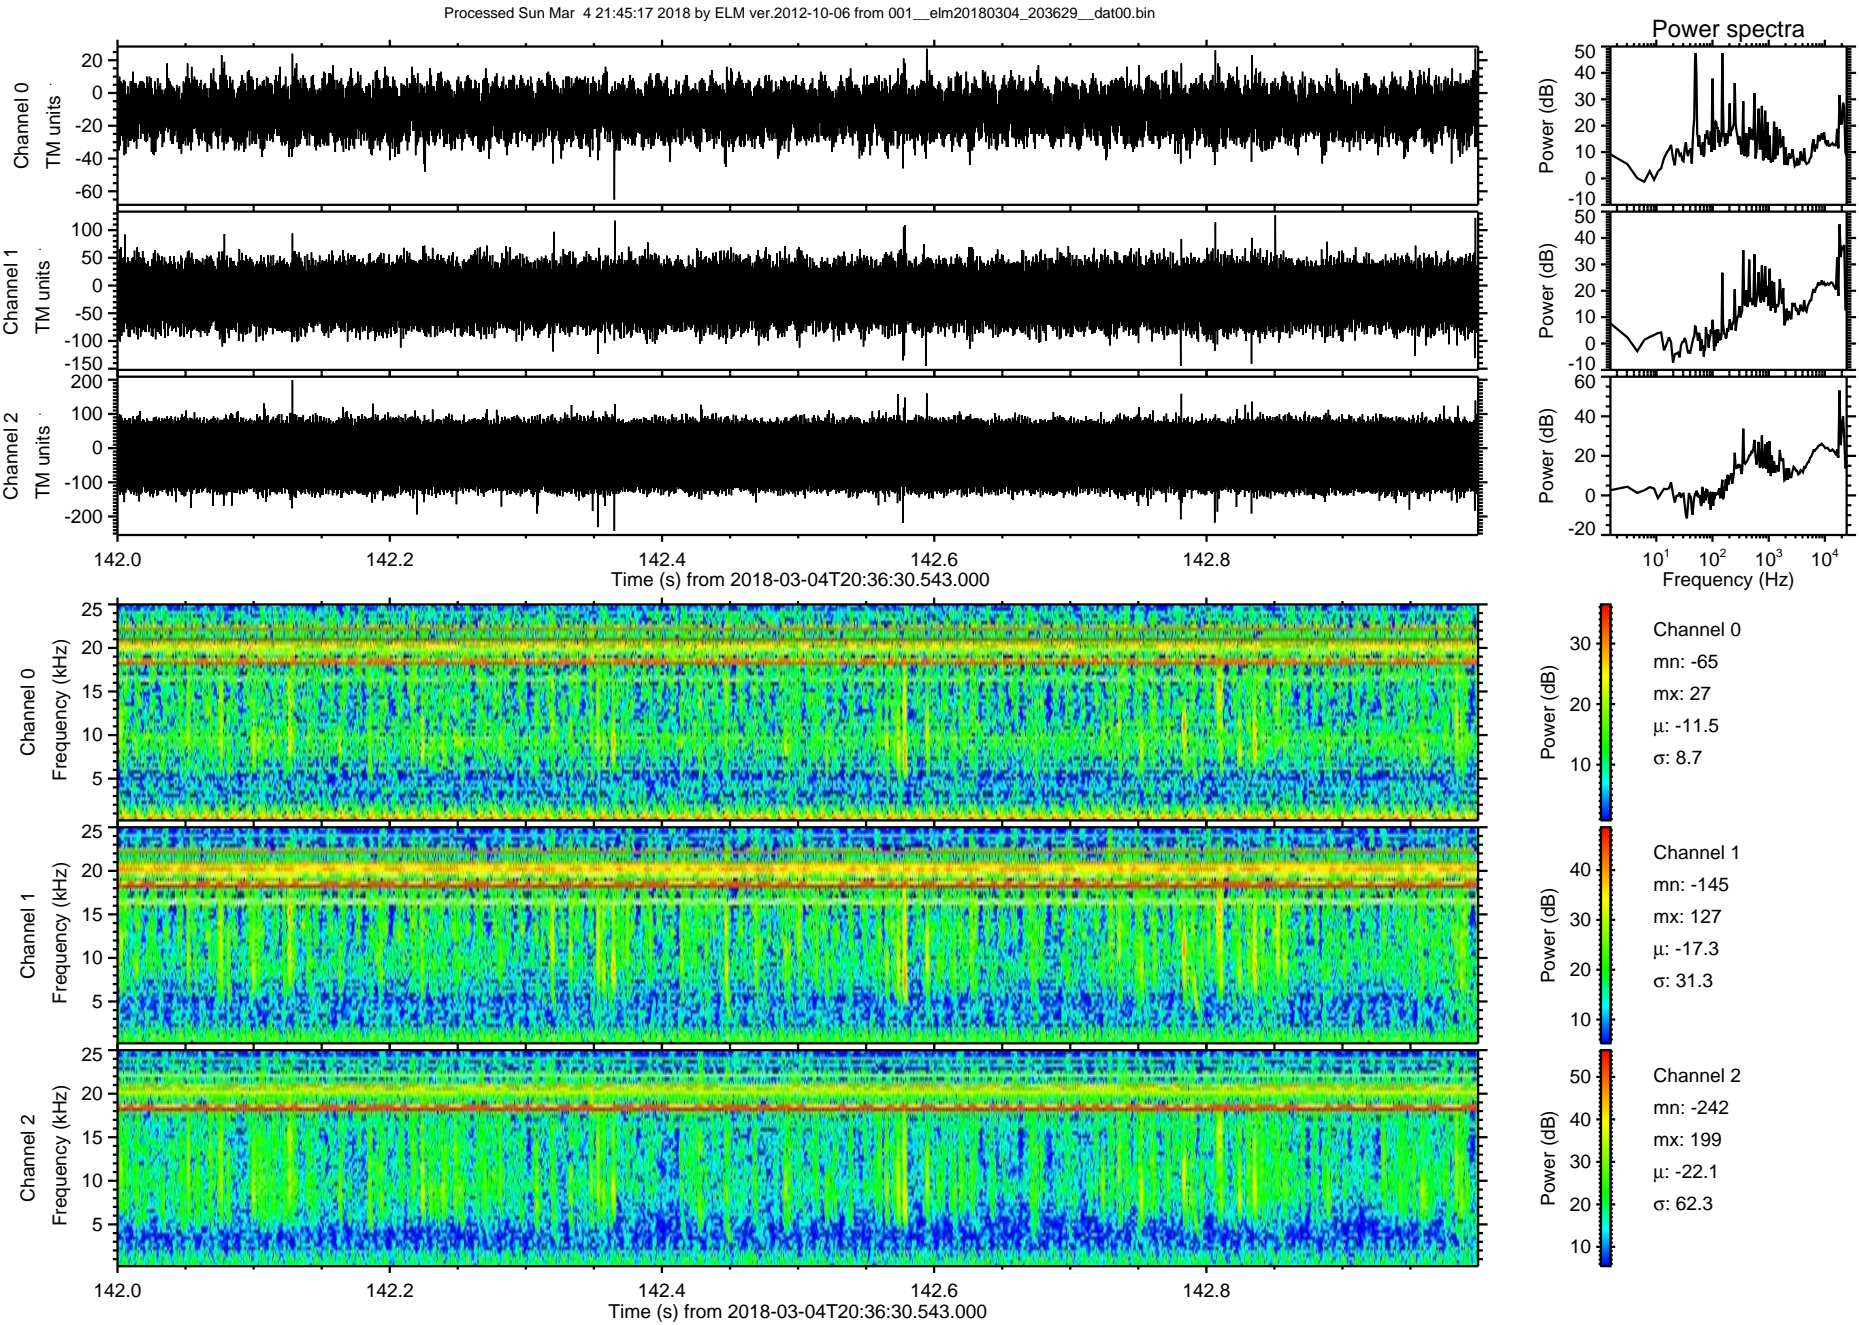 Processed Sun Mar  4 21:45:17 2018 by ELM ver.2012-10-06 from 001__elm20180304_203629__dat00.bin
Power spectra
Channel 0
TM units
20
0
-20
-40
-60
Power (dB)
50
40
30
20
10
0
-10
Channel 1
TM units
100
50
0
-50
-100
-150
Power (dB)
50
40
30
20
10
0
-10
Channel 2
TM units
200
100
0
-100
-200
Power (dB)
60
40
20
0
-20
142.0 142.2 142.4 142.6 142.8
Time (s) from 2018-03-04T20:36:30.543.000
10^1 10^2 10^3 10^4
Frequency (Hz)
Channel 0
Frequency (kHz)
25
20
15
10
5
Power (dB)
30
20
10
Channel 0
mn: -65
mx: 27
μ: -11.5
σ: 8.7
Channel 1
Frequency (kHz)
25
20
15
10
5
Power (dB)
40
30
20
10
Channel 1
mn: -145
mx: 127
μ: -17.3
σ: 31.3
Channel 2
Frequency (kHz)
25
20
15
10
5
Power (dB)
50
40
30
20
10
Channel 2
mn: -242
mx: 199
μ: -22.1
σ: 62.3
142.0 142.2 142.4 142.6 142.8
Time (s) from 2018-03-04T20:36:30.543.000